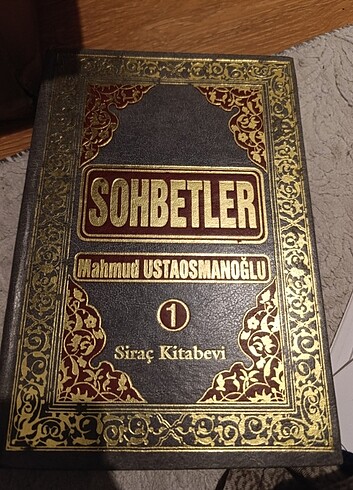 SOHBETLER
Mahmud USTAOSMANOĞLU
1
Siraç Kitabevi